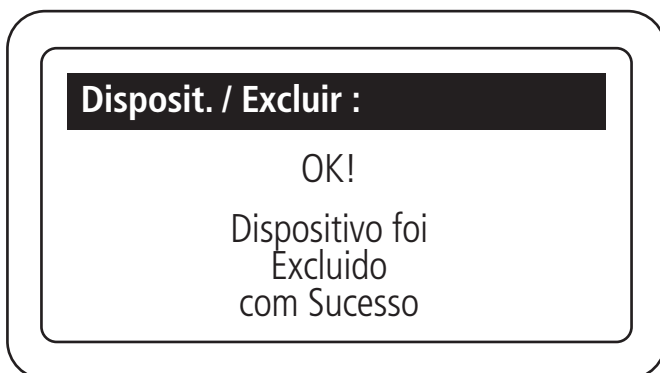 Disposit. / Excluir :
OK!
Dispositivo foi
Excluido
com Sucesso